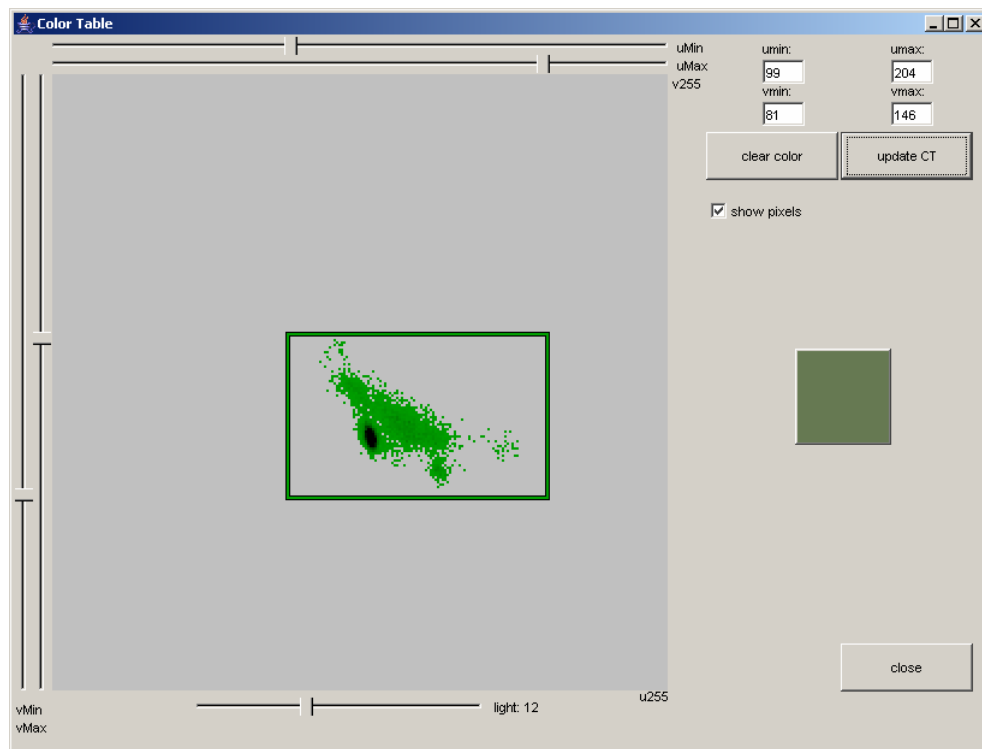 Color Table
uMin
uMax
v255
umin:
umax:
99
204
vmin:
vmax:
81
146
clear color
update CT
show pixels
close
u255
light: 12
vMin
vMax